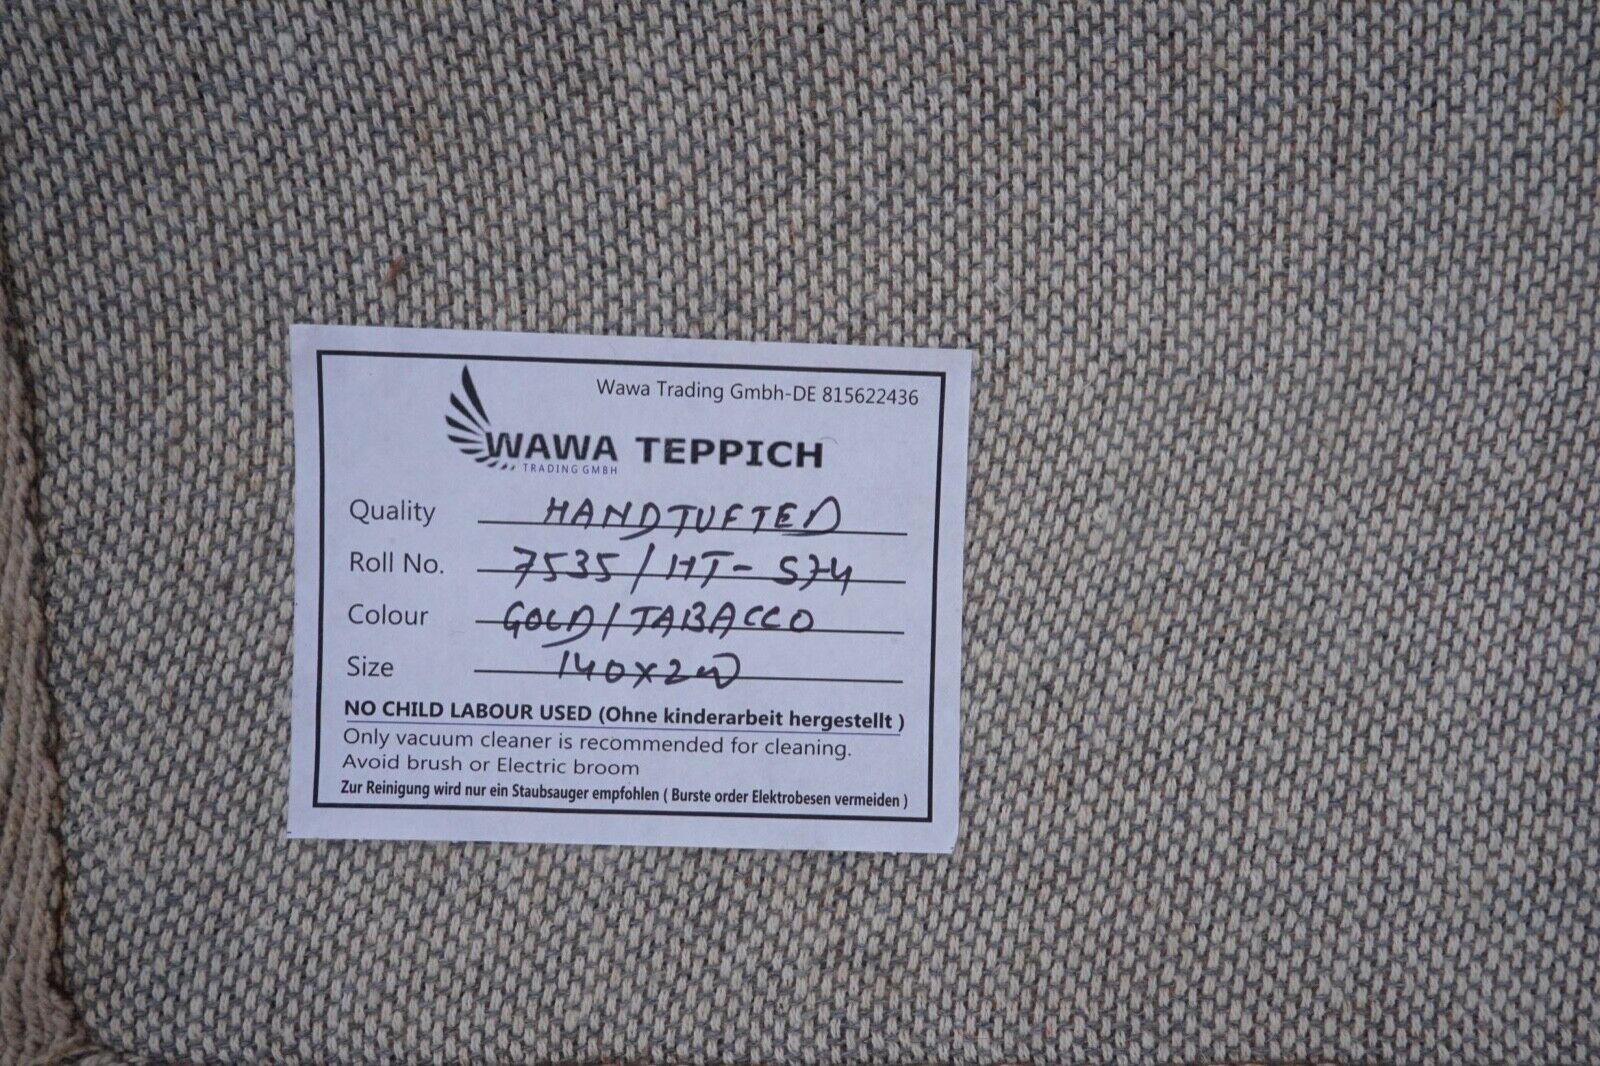 Wawa Trading Gmbh-DE 815622436
WAWA TEPPICH
TRADING GMBH
Quality HANDTUFTED
Roll No. 7535/HT-574
Colour GOLD/TABACCO
Size 140x200
NO CHILD LABOUR USED (Ohne kinderarbeit hergestellt )
Only vacuum cleaner is recommended for cleaning.
Avoid brush or Electric broom
Zur Reinigung wird nur ein Staubsauger empfohlen ( Burste order Elektrobesen vermeiden )